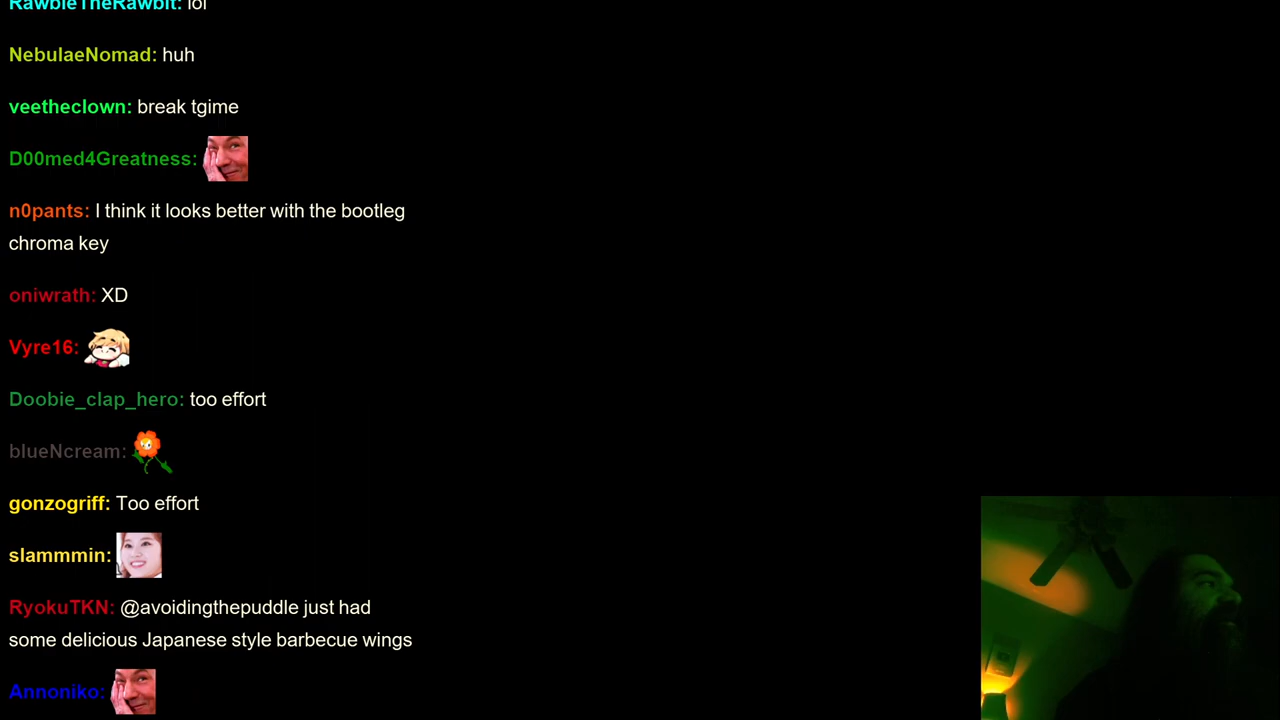 RawbieTheRawbit: lol
NebulaeNomad: huh
veetheclown: break tgime
D00med4Greatness:
n0pants: I think it looks better with the bootleg
chroma key
oniwrath: XD
Vyre16:
Doobie_clap_hero: too effort
blueNcream:
gonzogriff: Too effort
slammmin:
RyokuTKN: @avoidingthepuddle just had
some delicious Japanese style barbecue wings
Annoniko: